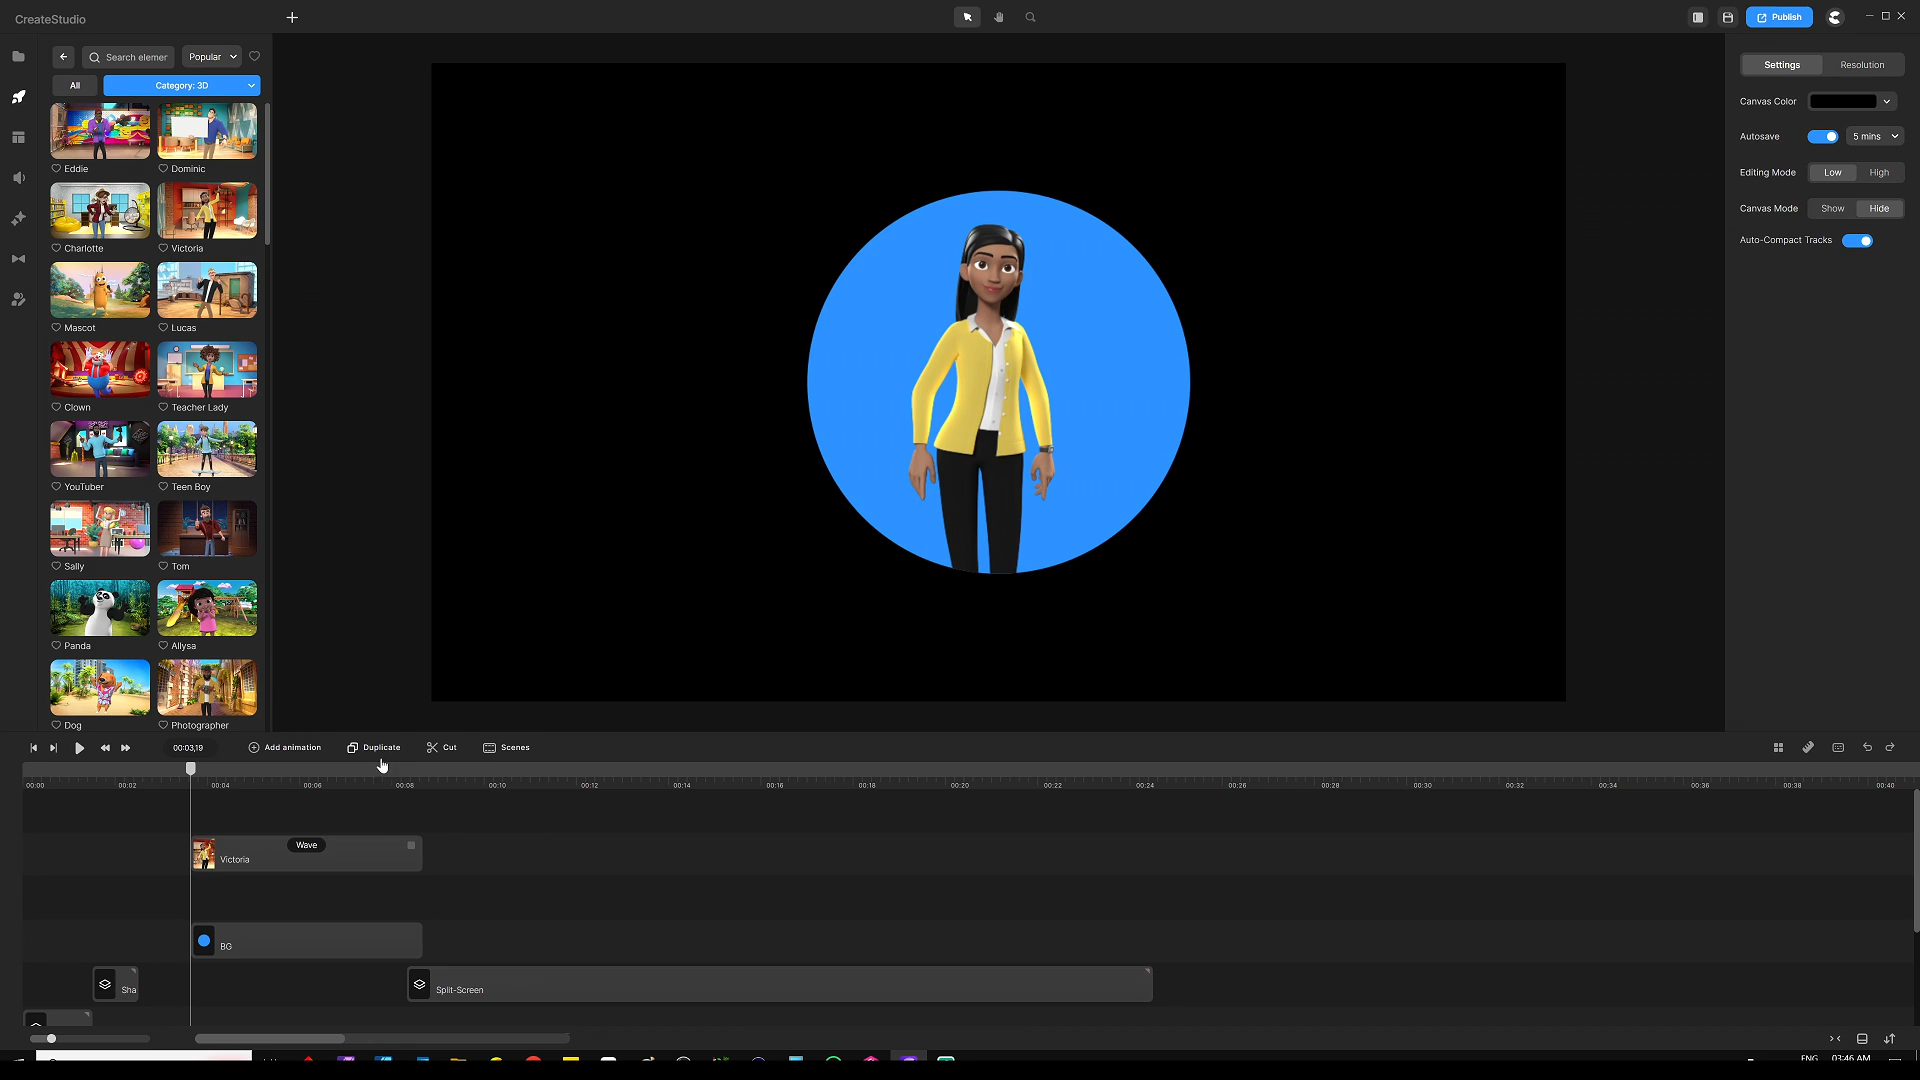 CreateStudio
Publish
Search elemer
Popular
All
Category: 3D
Eddie
Dominic
Charlotte
Victoria
Mascot
Lucas
Clown
Teacher Lady
YouTuber
Teen Boy
Sally
Tom
Panda
Allysa
Dog
Photographer
Settings
Resolution
Canvas Color
Autosave
5 mins
Editing Mode
Low
High
Canvas Mode
Show
Hide
Auto-Compact Tracks
00:03,19
Add animation
Duplicate
Cut
Scenes
00:00
00:02
00:04
00:06
00:08
00:10
00:12
00:14
00:16
00:18
00:20
00:22
00:24
00:26
00:28
00:30
00:32
00:34
00:36
00:38
00:40
Wave
Victoria
BG
Sha
Split-Screen
ENG
03:46 AM